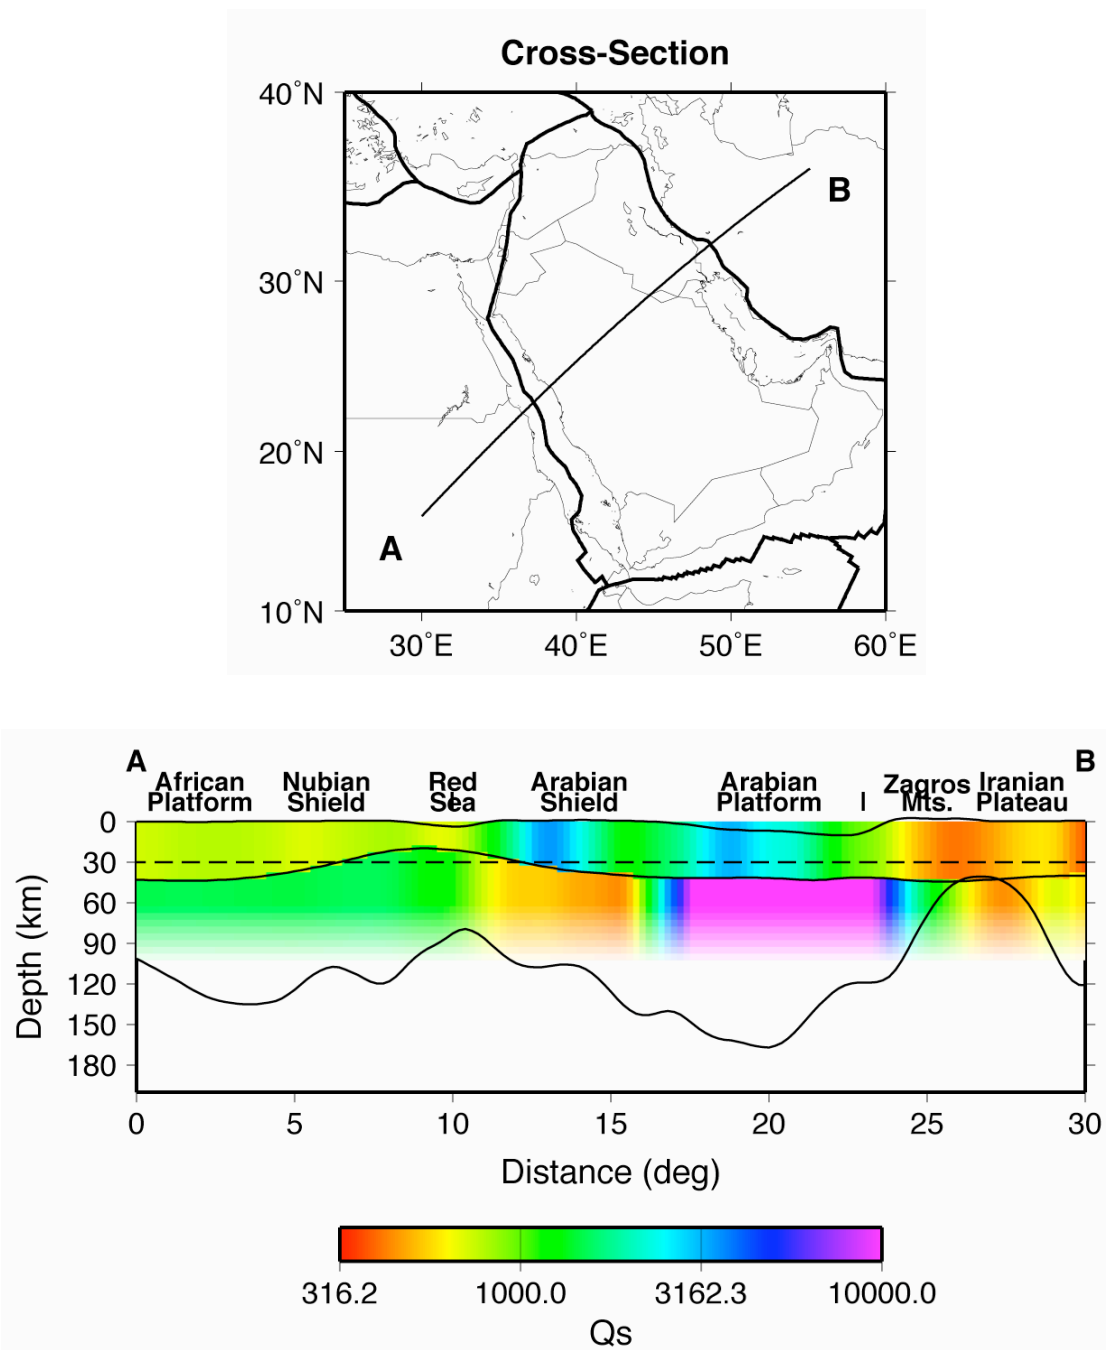 Cross-Section
40°N
30°N
20°N
10°N
30°E 40°E 50°E 60°E
A
B
A B
African Platform
Nubian Shield
Red Sea
Arabian Shield
Arabian Platform
Zagros Mts.
Iranian Plateau
I
I
Depth (km)
0
30
60
90
120
150
180
0 5 10 15 20 25 30
Distance (deg)
316.2 1000.0 3162.3 10000.0
Qs